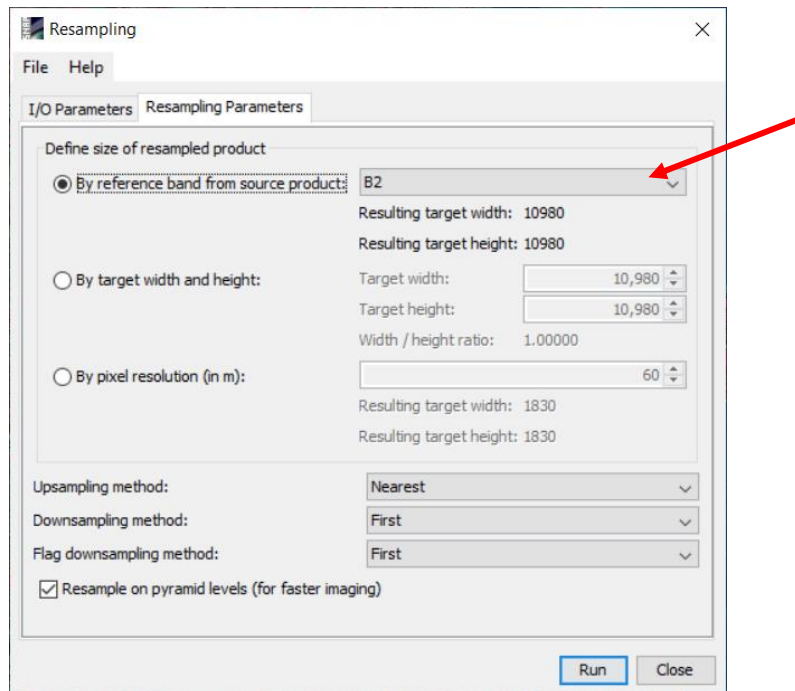 Resampling
File Help
I/O Parameters Resampling Parameters
Define size of resampled product
By reference band from source product: B2
Resulting target width: 10980
Resulting target height: 10980
By target width and height: Target width: 10,980
Target height: 10,980
Width / height ratio: 1.00000
By pixel resolution (in m): 60
Resulting target width: 1830
Resulting target height: 1830
Upsampling method: Nearest
Downsampling method: First
Flag downsampling method: First
Resample on pyramid levels (for faster imaging)
Run Close